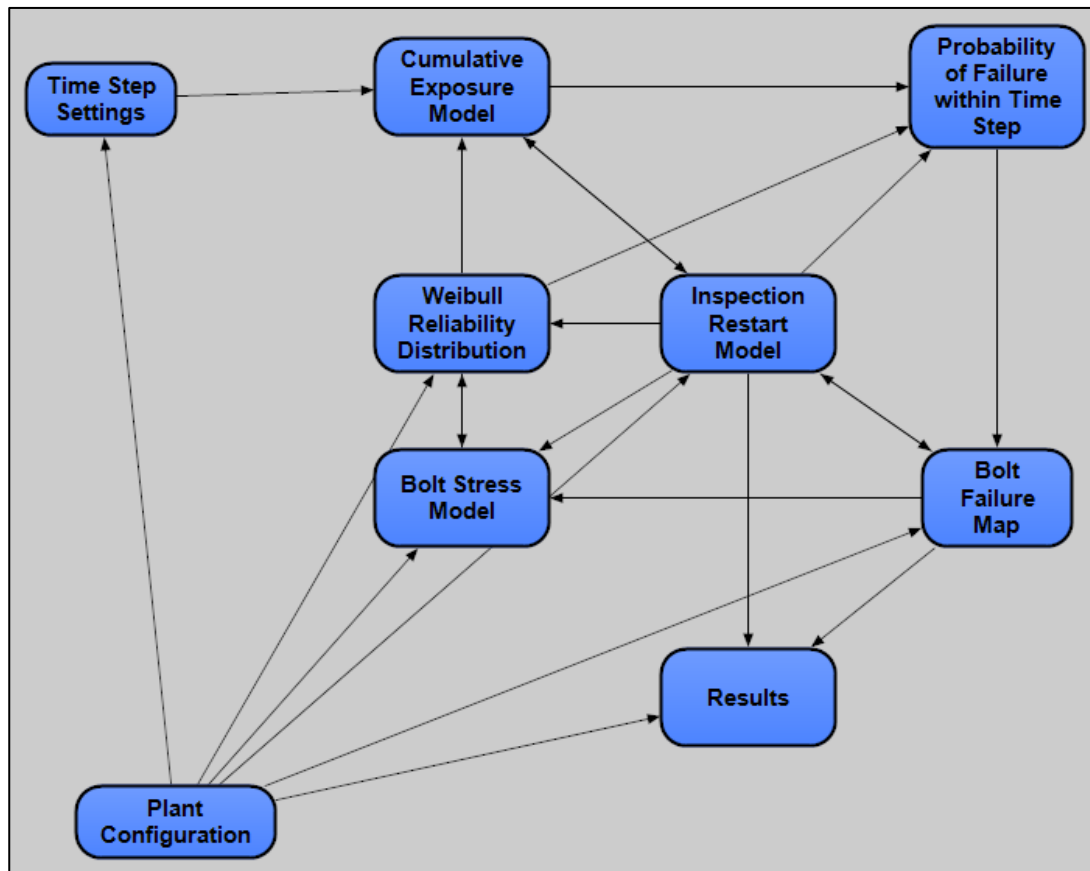 Time Step
Settings
Cumulative
Exposure
Model
Probability
of Failure
within Time
Step
Weibull
Reliability
Distribution
Inspection
Restart
Model
Bolt Stress
Model
Bolt
Failure
Map
Results
Plant
Configuration